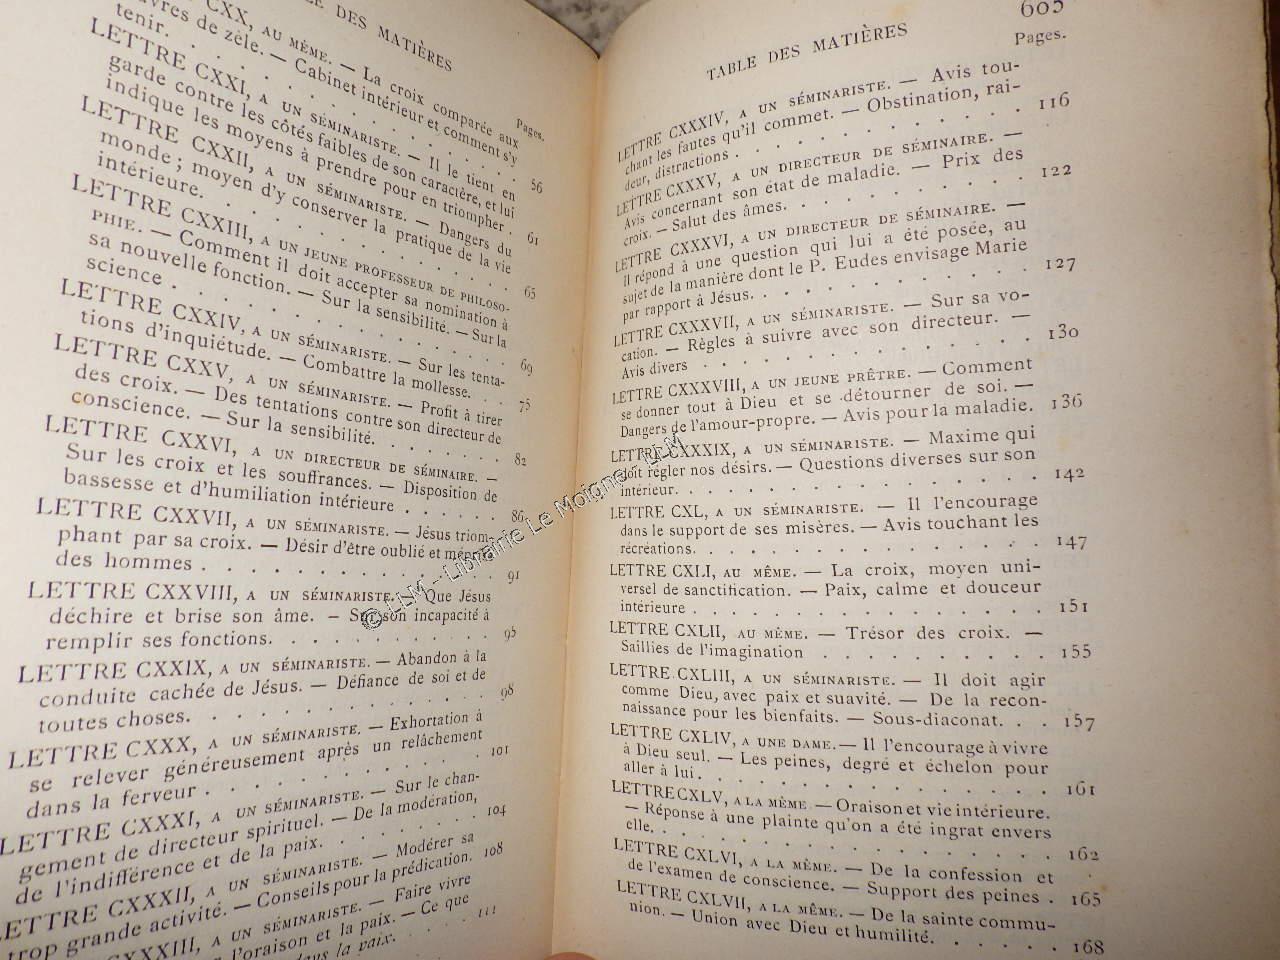 TABLE DES MATIÈRES
Pages.
CXX, AU MÊME. — La croix comparée aux
œuvres de zèle. — Cabinet intérieur et comment s'y
tenir. . . . . . . . . . 56
LETTRE CXXI, A UN SÉMINARISTE. — Il le tient en
garde contre les côtés faibles de son caractère, et lui
indique les moyens à prendre pour en triompher . 61
LETTRE CXXII, A UN SÉMINARISTE. — Dangers du
monde ; moyen d'y conserver la pratique de la vie
intérieure. . . . . . . . . . 65
LETTRE CXXIII, A UN JEUNE PROFESSEUR DE PHILOSO-
PHIE. — Comment il doit accepter sa nomination à
sa nouvelle fonction. — Sur la sensibilité. — Sur la
science . . . . . . . . . . 69
LETTRE CXXIV, A UN SÉMINARISTE. — Sur les tenta-
tions d'inquiétude. — Combattre la mollesse. . . 75
LETTRE CXXV, A UN SÉMINARISTE. — Profit à tirer
des croix. — Des tentations contre son directeur de
conscience. — Sur la sensibilité. . . . . . . 82
LETTRE CXXVI, A UN DIRECTEUR DE SÉMINAIRE. —
Sur les croix et les souffrances. — Disposition de
bassesse et d'humiliation intérieure . . . . . . 86
LETTRE CXXVII, A UN SÉMINARISTE. — Jésus triom-
phant par sa croix. — Désir d'être oublié et méprisé
des hommes . . . . . . . . . . 91
LETTRE CXXVIII, A UN SÉMINARISTE. — Que Jésus
déchire et brise son âme. — Sur son incapacité à
remplir ses fonctions. . . . . . . . . . 95
LETTRE CXXIX, A UN SÉMINARISTE. — Abandon à la
conduite cachée de Jésus. — Défiance de soi et de
toutes choses. . . . . . . . . . 98
LETTRE CXXX, A UN SÉMINARISTE. — Exhortation à
se relever généreusement après un relâchement
dans la ferveur . . . . . . . . . . 101
LETTRE CXXXI, A UN SÉMINARISTE. — Sur le chan-
gement de directeur spirituel. — De la modération,
de l'indifférence et de la paix. . . . . . . 104
LETTRE CXXXII, A UN SÉMINARISTE. — Modérer sa
trop grande activité. — Conseils pour la prédication. 108
CXXXIII, A UN SÉMINARISTE. — Faire vivre
l'oraison et la paix. — Ce que
dans la paix. . . . . 111
605
TABLE DES MATIÈRES
Pages.
LETTRE CXXXIV, A UN SÉMINARISTE. — Avis tou-
chant les fautes qu'il commet. — Obstination, rai-
deur, distractions . . . . . . . . . . 116
LETTRE CXXXV, A UN DIRECTEUR DE SÉMINAIRE. —
Avis concernant son état de maladie. — Prix des
croix. — Salut des âmes. . . . . . . . . . 122
LETTRE CXXXVI, A UN DIRECTEUR DE SÉMINAIRE. —
Il répond à une question qui lui a été posée, au
sujet de la manière dont le P. Eudes envisage Marie
par rapport à Jésus. . . . . . . . . . 127
LETTRE CXXXVII, A UN SÉMINARISTE. — Sur sa vo-
cation. — Règles à suivre avec son directeur. —
Avis divers . . . . . . . . . . 130
LETTRE CXXXVIII, A UN JEUNE PRÊTRE. — Comment
se donner tout à Dieu et se détourner de soi. —
Dangers de l'amour-propre. — Avis pour la maladie. 136
LETTRE CXXXIX, A UN SÉMINARISTE. — Maxime qui
doit régler nos désirs. — Questions diverses sur son
intérieur. . . . . . . . . . 142
LETTRE CXL, A UN SÉMINARISTE. — Il l'encourage
dans le support de ses misères. — Avis touchant les
récréations. . . . . . . . . . 147
LETTRE CXLI, AU MÊME. — La croix, moyen uni-
versel de sanctification. — Paix, calme et douceur
intérieure . . . . . . . . . . 151
LETTRE CXLII, AU MÊME. — Trésor des croix. —
Saillies de l'imagination . . . . . . . . . 155
LETTRE CXLIII, A UN SÉMINARISTE. — Il doit agir
comme Dieu, avec paix et suavité. — De la recon-
naissance pour les bienfaits. — Sous-diaconat. . . 157
LETTRE CXLIV, A UNE DAME. — Il l'encourage à vivre
à Dieu seul. — Les peines, degré et échelon pour
aller à lui. . . . . . . . . . 161
LETTRE CXLV, A LA MÊME. — Oraison et vie intérieure.
— Réponse à une plainte qu'on a été ingrat envers
elle. . . . . . . . . . 162
LETTRE CXLVI, A LA MÊME. — De la confession et
de l'examen de conscience. — Support des peines . 165
LETTRE CXLVII, A LA MÊME. — De la sainte commu-
nion. — Union avec Dieu et humilité. . . . . . 168
© LLM - Librairie Le Moigne - LLM